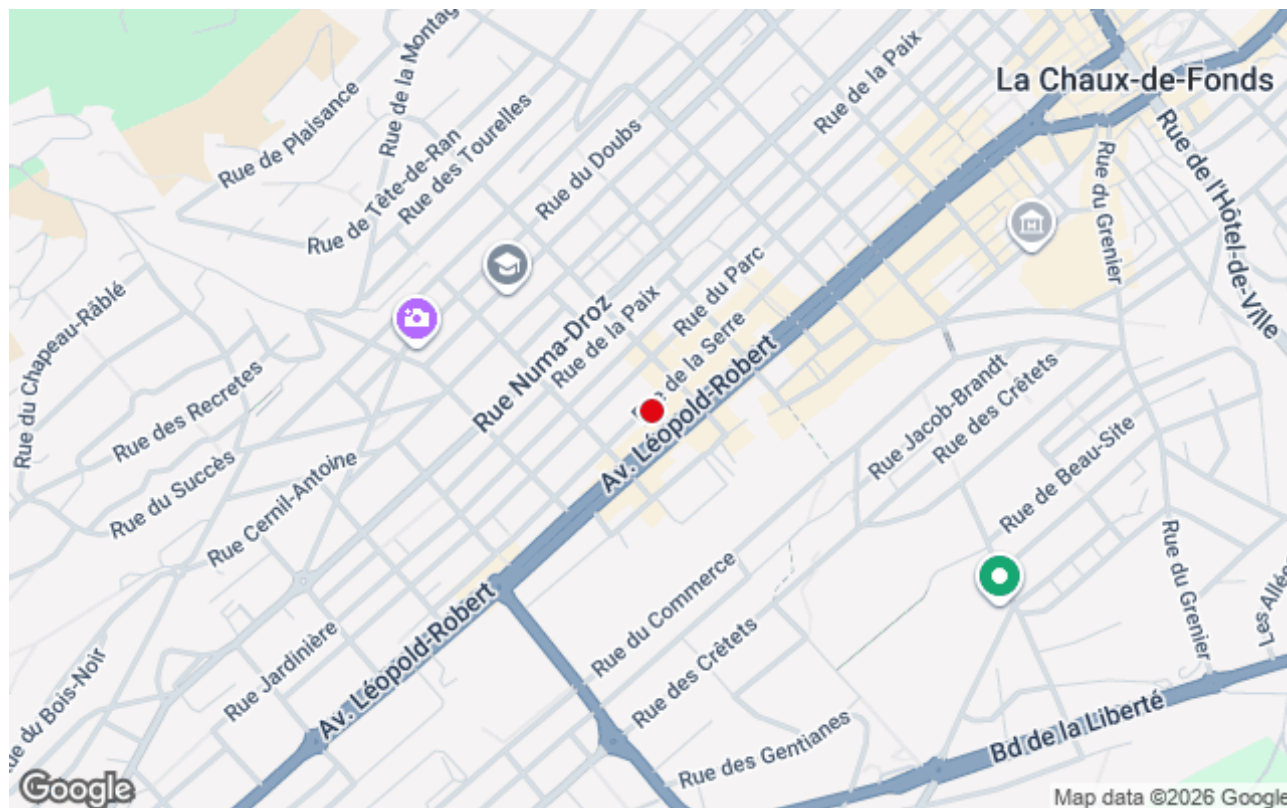 Rue de la Montag
Rue de la Paix
La Chaux-de-Fonds
Rue de Plaisance
Rue de Tête-de-Ran
Rue des Tourelles
Rue du Doubs
Rue de l'Hôtel-de-Ville
Rue du Grenier
Rue du Chapeau-Râblé
Rue Numa-Droz
Rue de la Paix
Rue du Parc
de la Serre
Av. Léopold-Robert
Rue des Recretes
Rue du Succès
Rue Cernil-Antoine
Rue Jacob-Brandt
Rue des Crêtets
Rue de Beau-Site
Rue du Grenier
Les Allée
Rue du Commerce
Rue des Crêtets
Rue Jardinière
Av. Léopold-Robert
ue du Bois-Noir
Rue des Gentianes
Bd de la Liberté
Google
Map data ©2026 Google